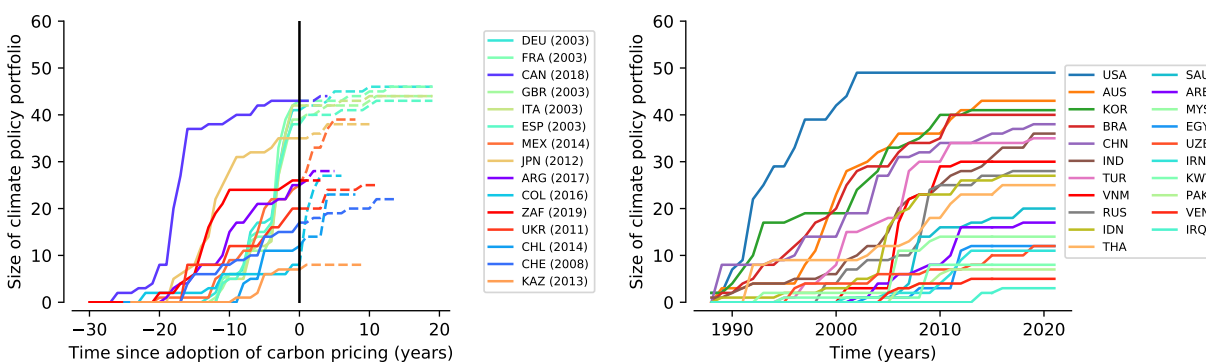 Size of climate policy portfolio
60
50
40
30
20
10
0
−30
−20
−10
0
10
20
Time since adoption of carbon pricing (years)
DEU (2003)
FRA (2003)
CAN (2018)
GBR (2003)
ITA (2003)
ESP (2003)
MEX (2014)
JPN (2012)
ARG (2017)
COL (2016)
ZAF (2019)
UKR (2011)
CHL (2014)
CHE (2008)
KAZ (2013)
Size of climate policy portfolio
60
50
40
30
20
10
0
1990
2000
2010
2020
Time (years)
USA
AUS
KOR
BRA
CHN
IND
TUR
VNM
RUS
IDN
THA
SAU
ARE
MYS
EGY
UZB
IRN
KW
PAK
VEN
IRQ